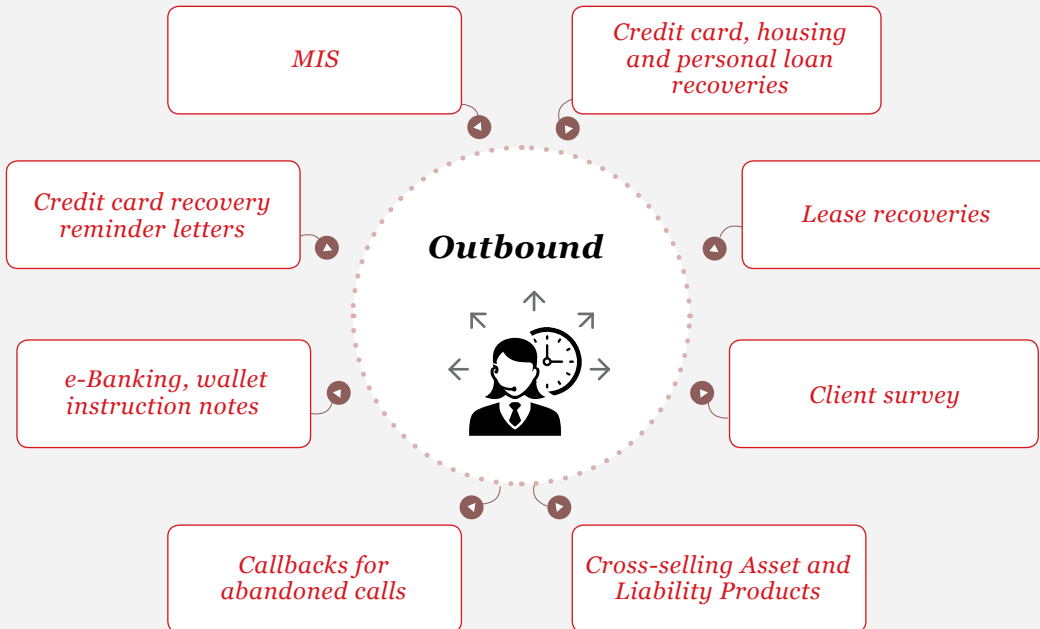 MIS
Credit card, housing
and personal loan
recoveries
Credit card recovery
reminder letters
Outbound
Lease recoveries
e-Banking, wallet
instruction notes
Client survey
Callbacks for
abandoned calls
Cross-selling Asset and
Liability Products